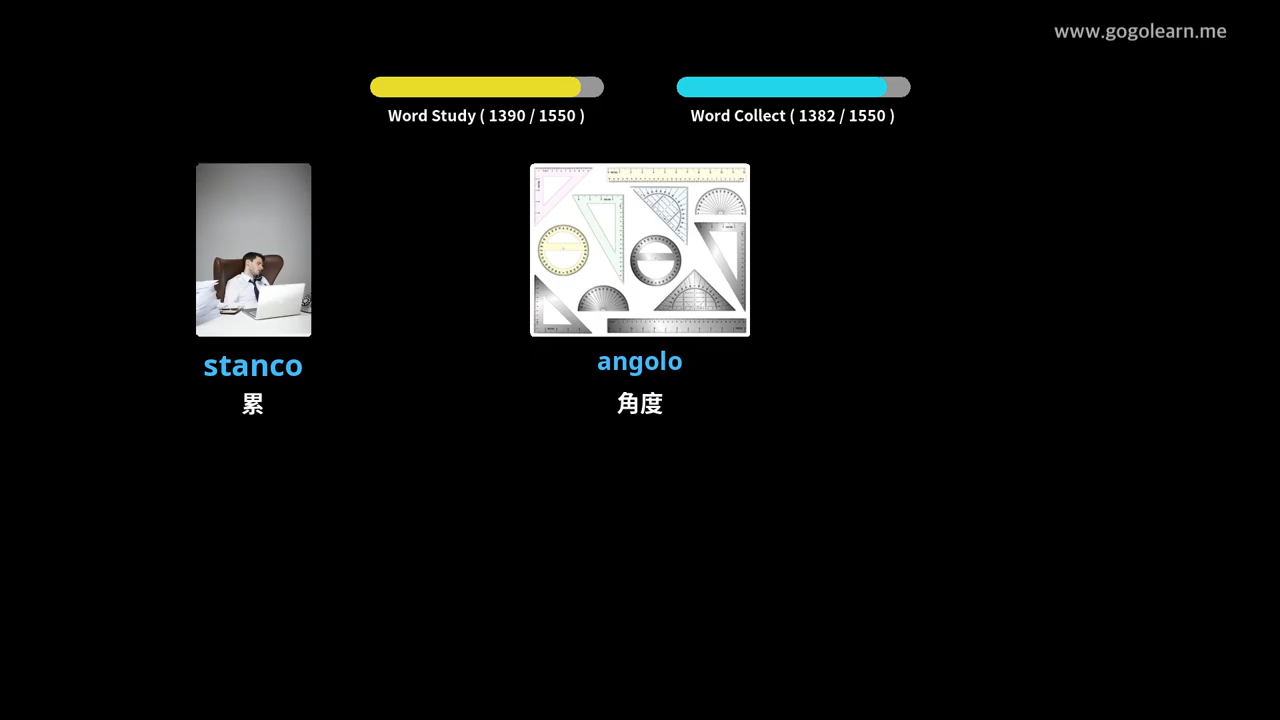 www.gogolearn.me
Word Study ( 1390 / 1550 )
Word Collect ( 1382 / 1550 )
stanco
angolo
累
角度